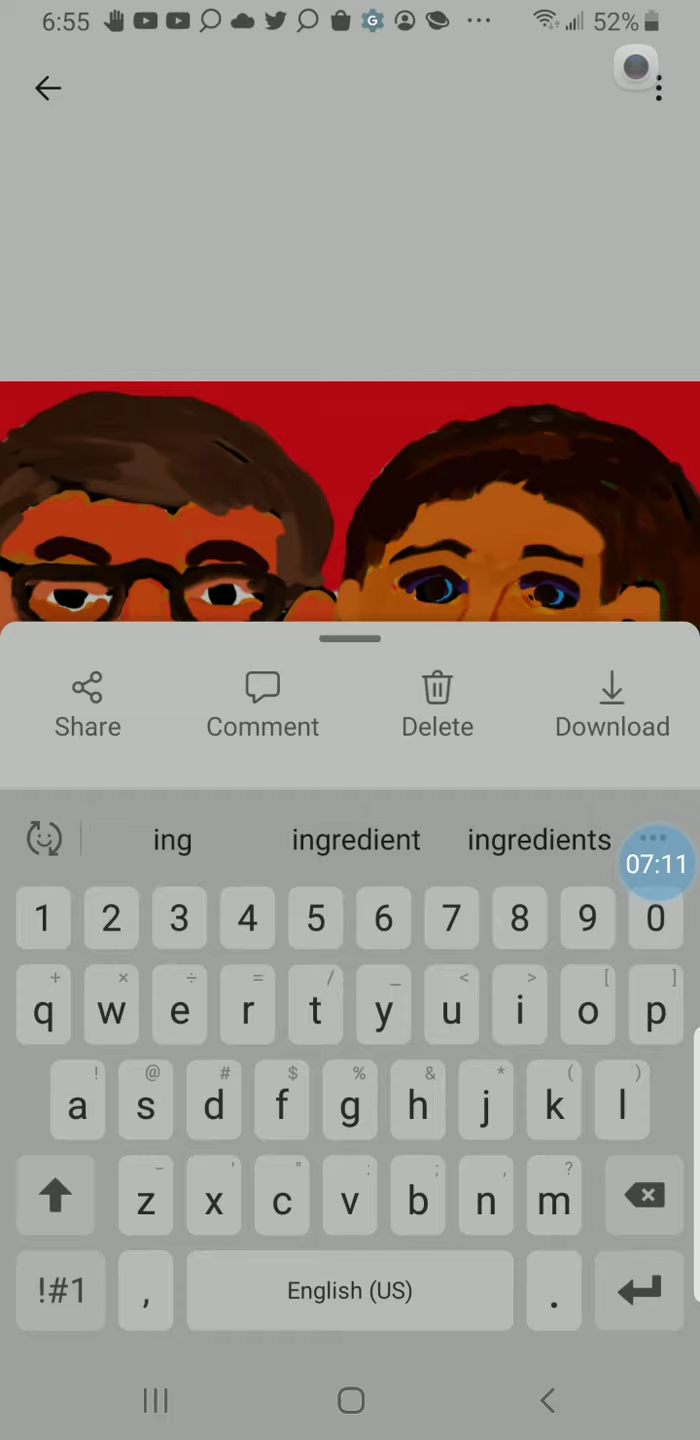 6:55 G 52%
Share Comment Delete Download
ing ingredient ingredients
07:11
1 2 3 4 5 6 7 8 9 0
+ × ÷ = / _ < > [ ]
q w e r t y u i o p
! @ # $ % & * ( )
a s d f g h j k l
- ' " : ; , ?
z x c v b n m
!#1 , English (US) .